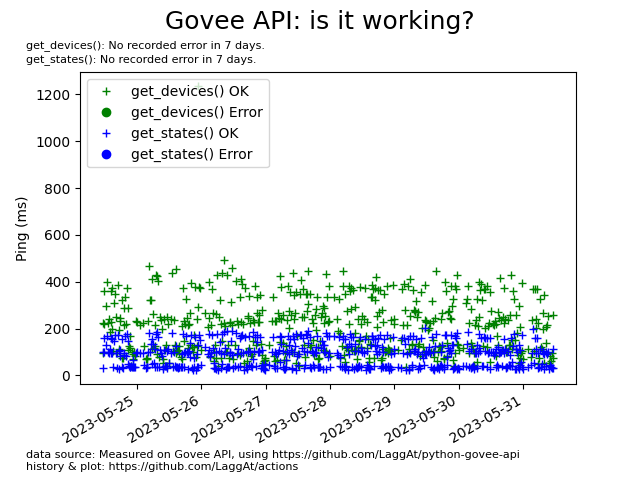 Govee API: is it working?
get_devices(): No recorded error in 7 days.
get_states(): No recorded error in 7 days.
get_devices() OK
get_devices() Error
get_states() OK
get_states() Error
Ping (ms)
1200
1000
800
600
400
200
0
2023-05-25
2023-05-26
2023-05-27
2023-05-28
2023-05-29
2023-05-30
2023-05-31
data source: Measured on Govee API, using https://github.com/LaggAt/python-govee-api
history & plot: https://github.com/LaggAt/actions